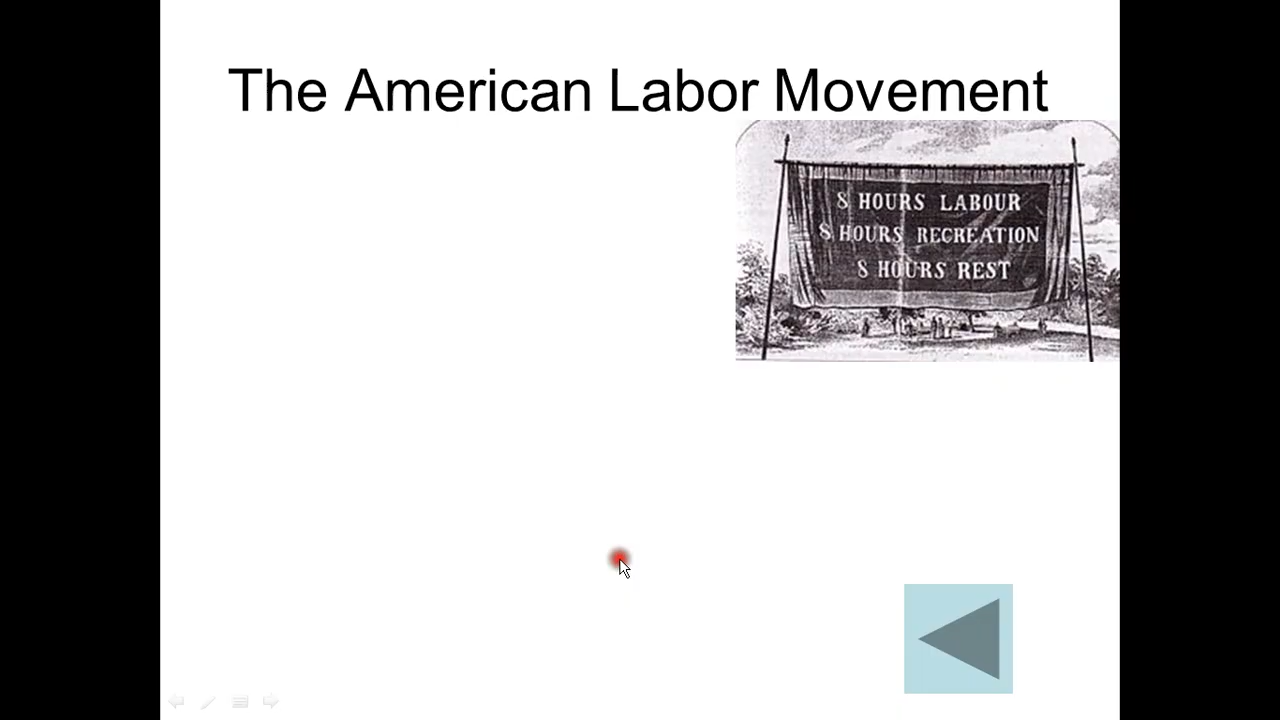 The American Labor Movement
8 HOURS LABOUR
8 HOURS RECREATION
8 HOURS REST